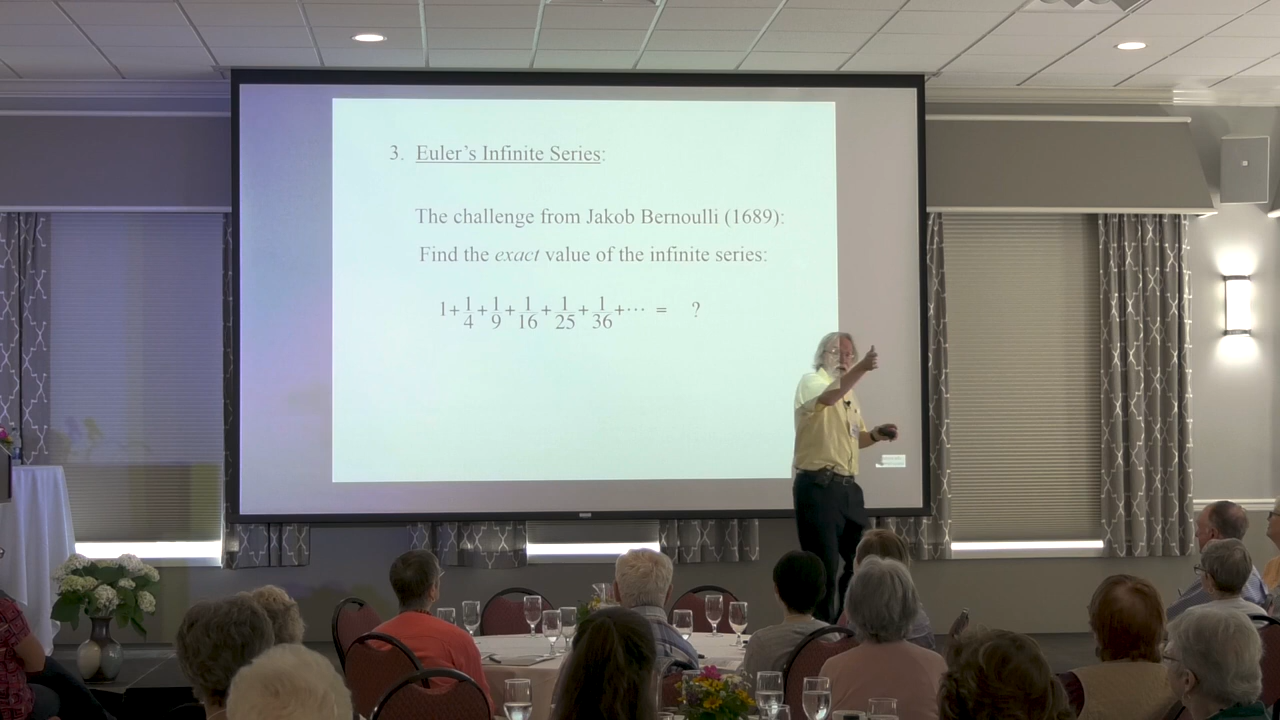 3. Euler's Infinite Series:
The challenge from Jakob Bernoulli (1689):
Find the exact value of the infinite series:
1+1/4+1/9+1/16+1/25+1/36+⋯ = ?